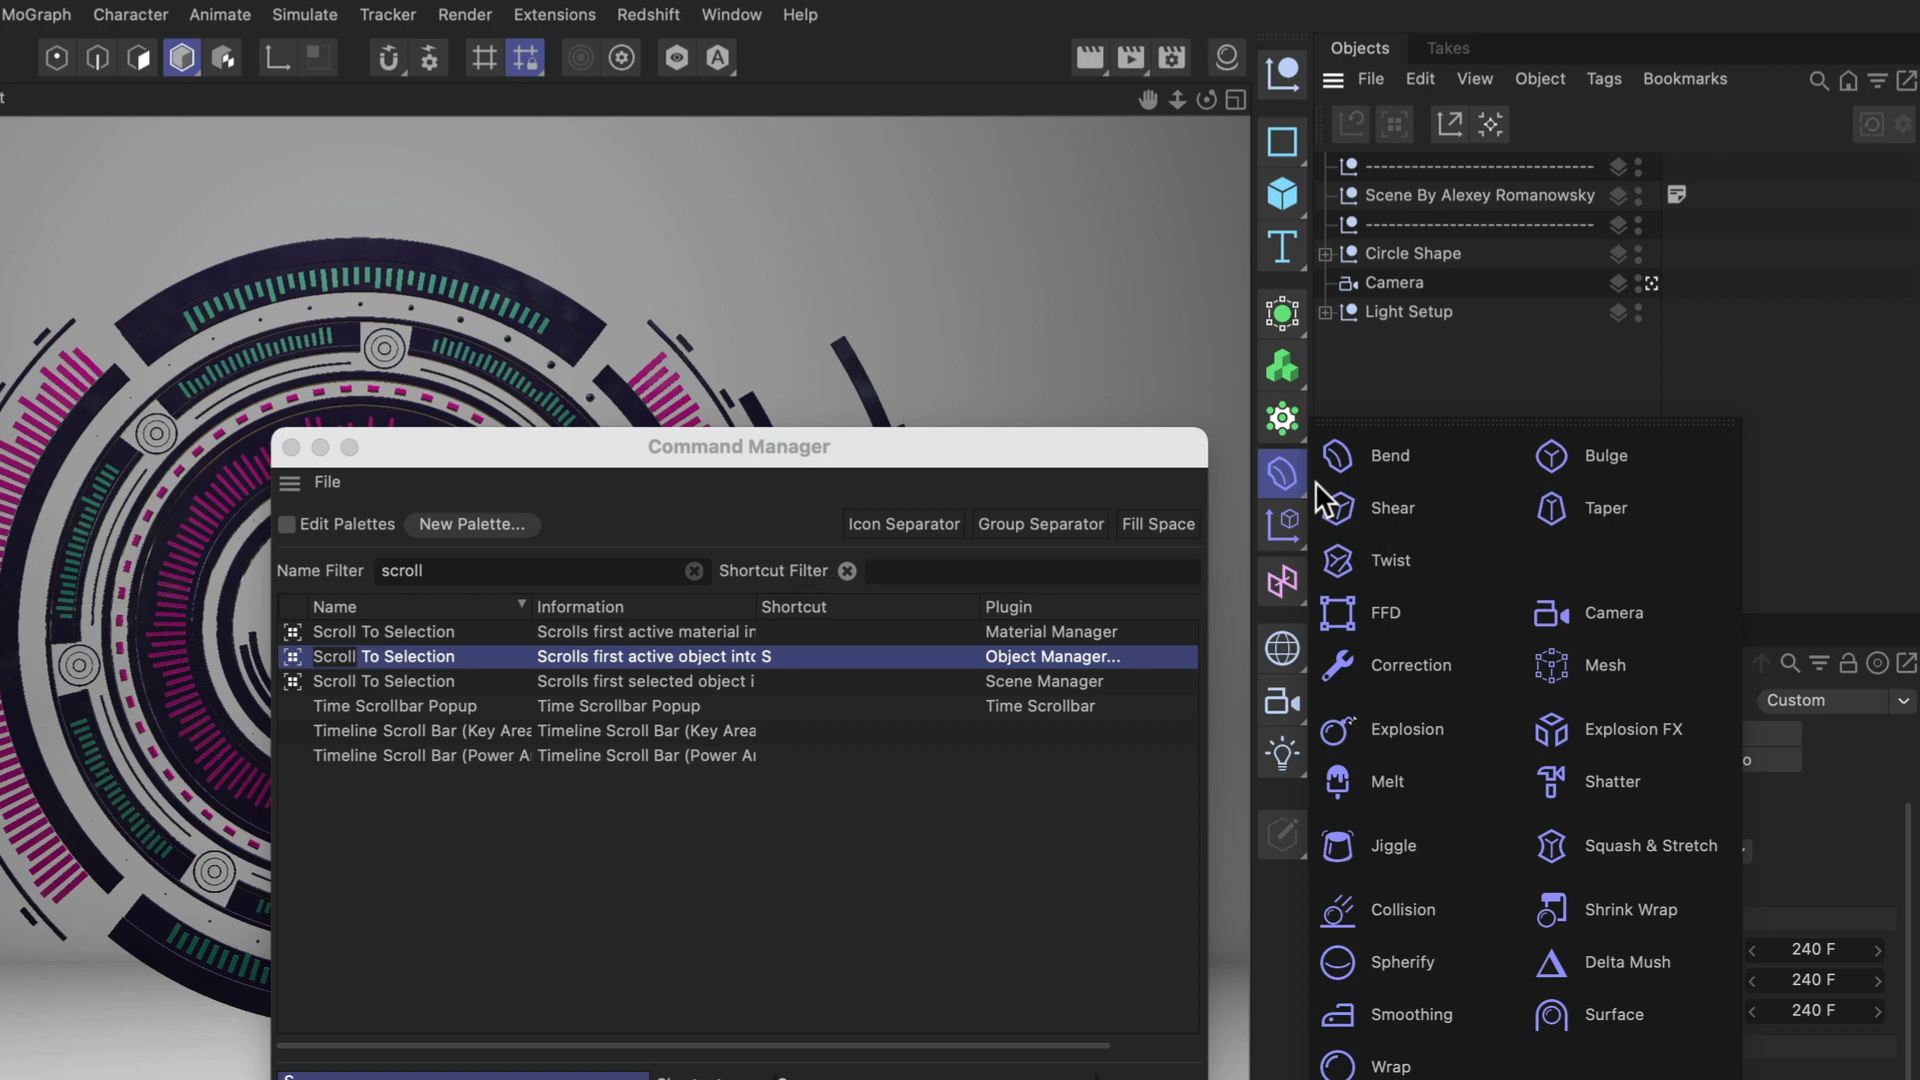 MoGraph Character Animate Simulate Tracker Render Extensions Redshift Window Help
Objects Takes
File Edit View Object Tags Bookmarks
t
--------------------------------
Scene By Alexey Romanowsky
--------------------------------
Circle Shape
Camera
Light Setup
Command Manager
File
Edit Palettes New Palette... Icon Separator Group Separator Fill Space
Name Filter scroll Shortcut Filter
Name Information Shortcut Plugin
Scroll To Selection Scrolls first active material in Material Manager
Scroll To Selection Scrolls first active object into S Object Manager...
Scroll To Selection Scrolls first selected object i Scene Manager
Time Scrollbar Popup Time Scrollbar Popup Time Scrollbar
Timeline Scroll Bar (Key Area Timeline Scroll Bar (Key Area
Timeline Scroll Bar (Power A Timeline Scroll Bar (Power A
Bend Bulge
Shear Taper
Twist
FFD Camera
Correction Mesh
Explosion Explosion FX
Melt Shatter
Jiggle Squash & Stretch
Collision Shrink Wrap
Spherify Delta Mush
Smoothing Surface
Wrap
Custom
o
240 F
240 F
240 F